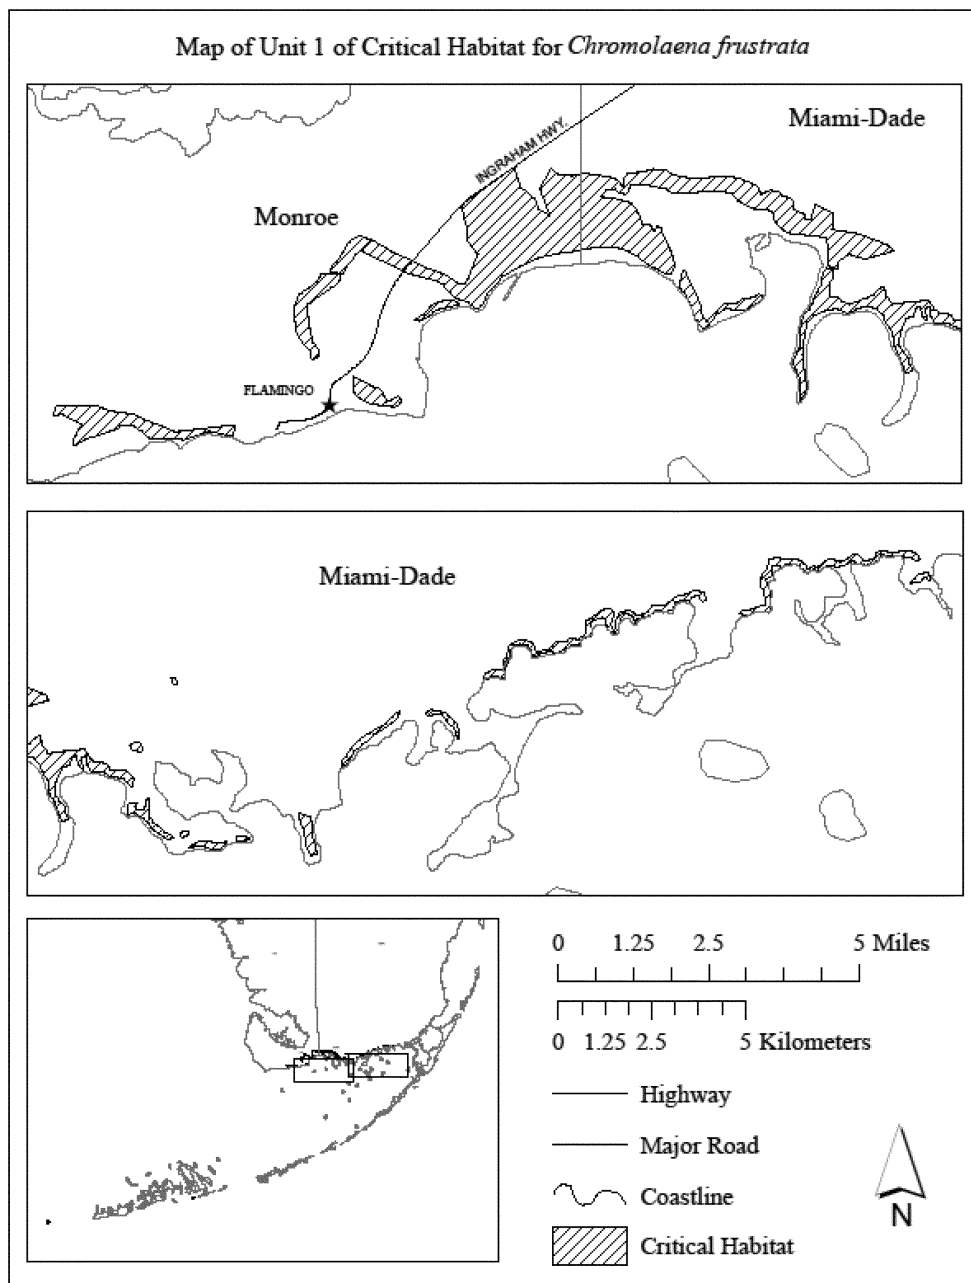 Map of Unit 1 of Critical Habitat for Chromolaena frustrata
Miami-Dade
INGRAHAM HWY.
Monroe
FLAMINGO
Miami-Dade
0 1.25 2.5 5 Miles
0 1.25 2.5 5 Kilometers
Highway
Major Road
Coastline
Critical Habitat
N